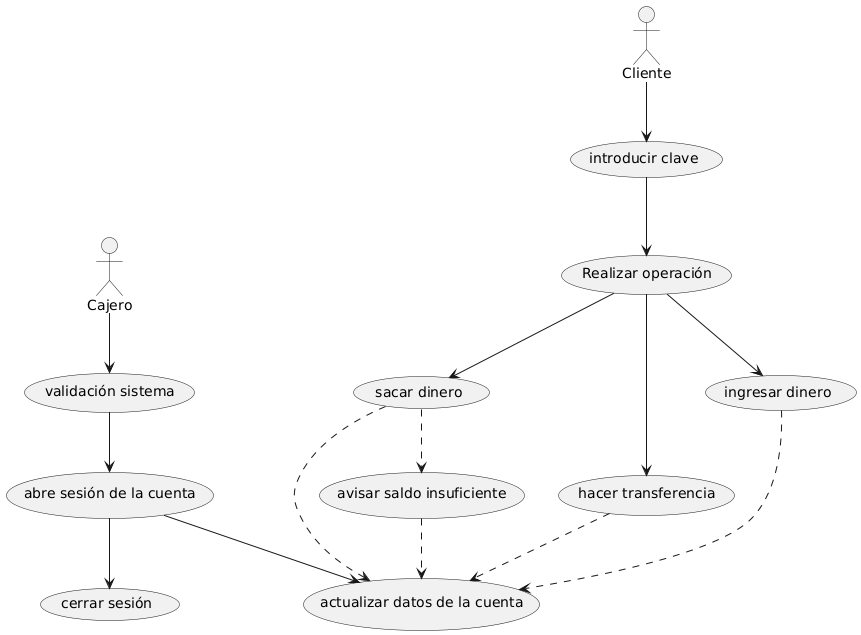 Cliente
introducir clave
Realizar operación
Cajero
validación sistema
sacar dinero
ingresar dinero
abre sesión de la cuenta
avisar saldo insuficiente
hacer transferencia
cerrar sesión
actualizar datos de la cuenta